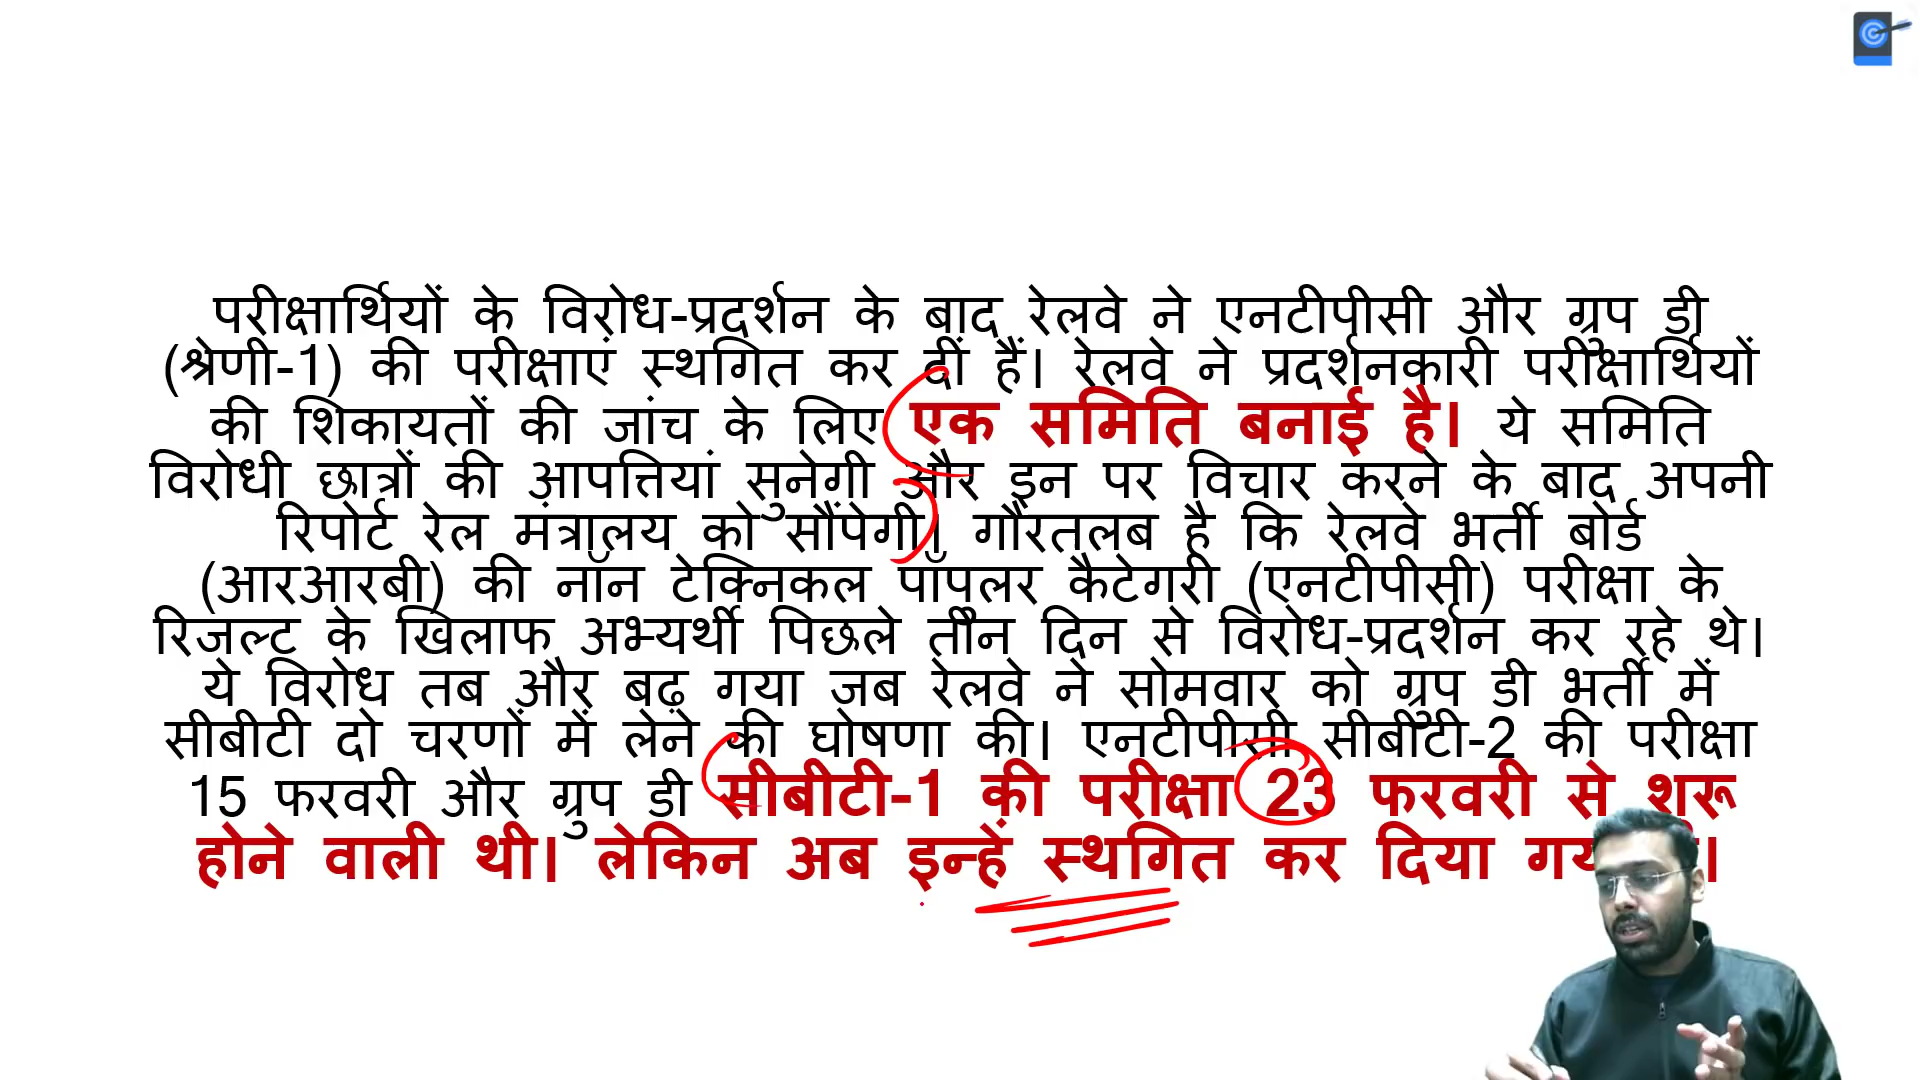 परीक्षार्थियों के विरोध-प्रदर्शन के बाद रेलवे ने एनटीपीसी और ग्रुप डी
(श्रेणी-1) की परीक्षाएं स्थगित कर दीं हैं। रेलवे ने प्रदर्शनकारी परीक्षार्थियों
की शिकायतों की जांच के लिए एक समिति बनाई है। ये समिति
विरोधी छात्रों की आपत्तियां सुनेगी और इन पर विचार करने के बाद अपनी
रिपोर्ट रेल मंत्रालय को सौंपेगी। गौरतलब है कि रेलवे भर्ती बोर्ड
(आरआरबी) की नॉन टेक्निकल पॉपुलर कैटेगरी (एनटीपीसी) परीक्षा के
रिजल्ट के खिलाफ अभ्यर्थी पिछले तीन दिन से विरोध-प्रदर्शन कर रहे थे।
ये विरोध तब और बढ़ गया जब रेलवे ने सोमवार को ग्रुप डी भर्ती में
सीबीटी दो चरणों में लेने की घोषणा की। एनटीपीसी सीबीटी-2 की परीक्षा
15 फरवरी और ग्रुप डी सीबीटी-1 की परीक्षा 23 फरवरी से शुरू
होने वाली थी। लेकिन अब इन्हें स्थगित कर दिया